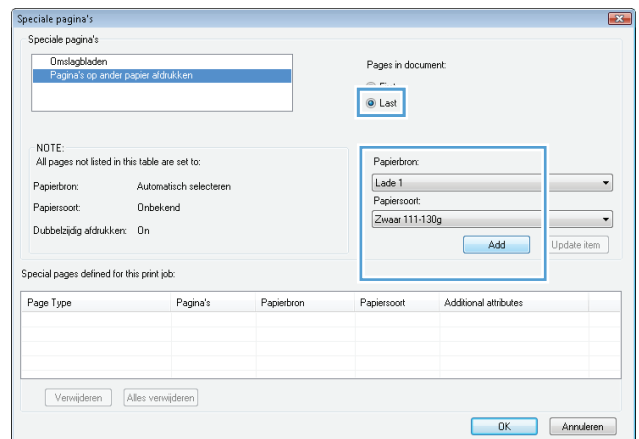 Speciale pagina's
Speciale pagina's
Omslagbladen
Pagina's op ander papier afdrukken
Pages in document:
Last
NOTE:
All pages not listed in this table are set to:
Papierbron: Automatisch selecteren
Papiersoort: Onbekend
Dubbelzijdig afdrukken: On
Papierbron:
Lade 1
Papiersoort:
Zwaar 111-130g
Add Update item
Special pages defined for this print job:
Page Type Pagina's Papierbron Papiersoort Additional attributes
Verwijderen Alles verwijderen
OK Annuleren